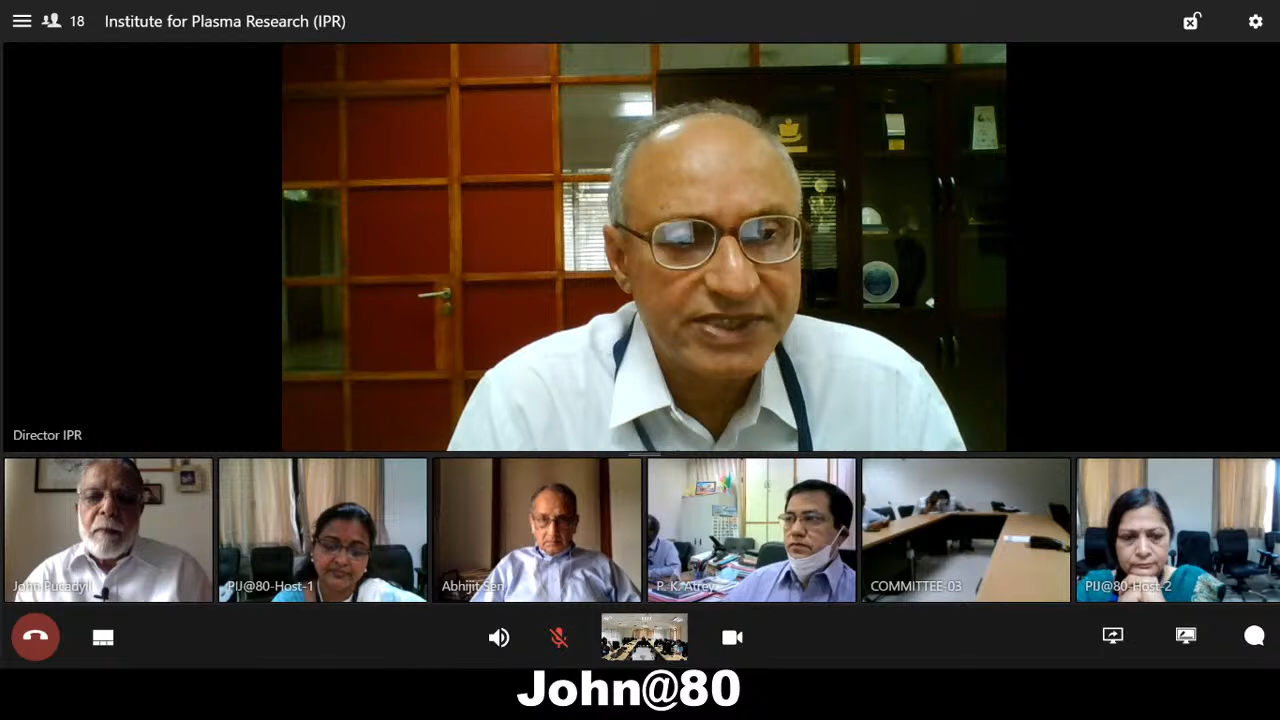 18 Institute for Plasma Research (IPR)
Director IPR
John Pucadyil
PIJ@80-Host-1
Abhijit Sen
P. K. Atrey
COMMITTEE-03
PIJ@80-Host-2
John@80